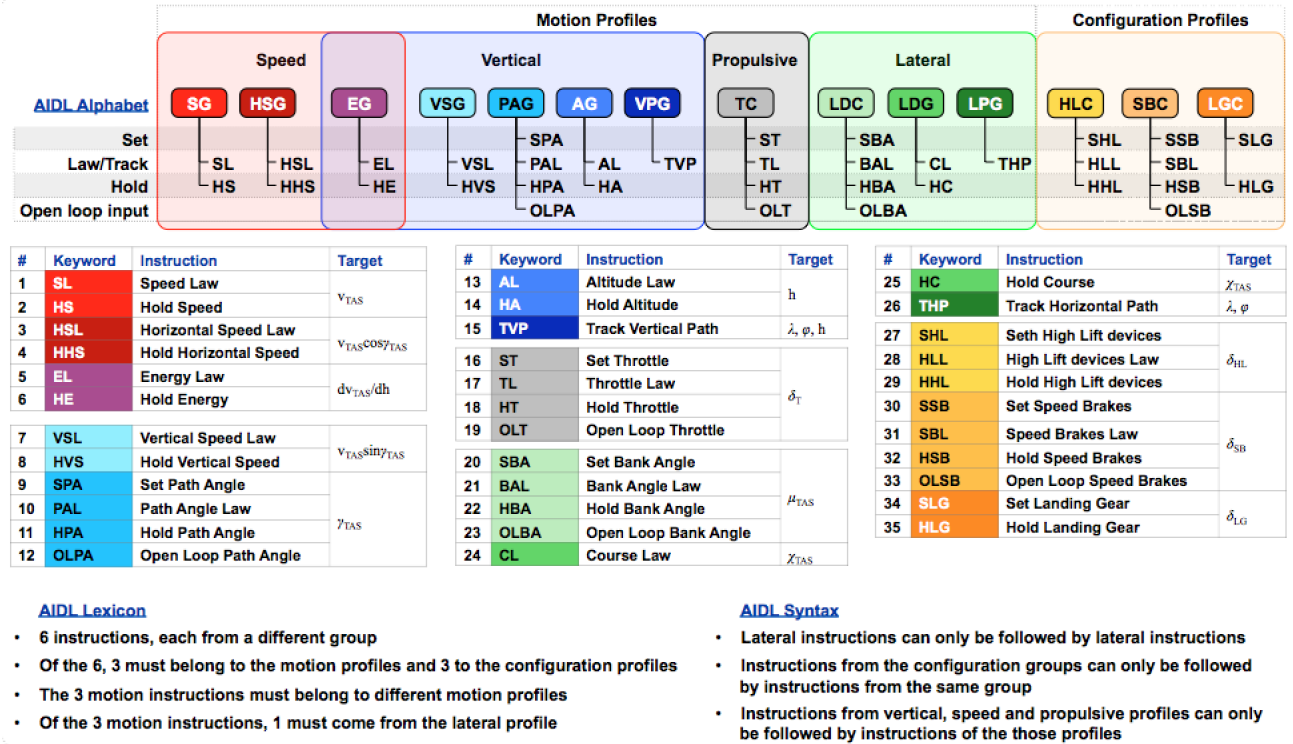 Motion Profiles Configuration Profiles
Speed Vertical Propulsive Lateral
AIDL Alphabet SG HSG EG VSG PAG AG VPG TC LDC LDG LPG HLC SBC LGC
Set SPA ST SBA SHL SSB SLG
Law/Track SL HSL EL VSL PAL AL TVP TL BAL CL THP HLL SBL
Hold HS HHS HE HVS HPA HA HT HBA HC HHL HSB HLG
Open loop input OLPA OLT OLBA OLSB
# Keyword Instruction Target
1 SL Speed Law
vTAS
2 HS Hold Speed
3 HSL Horizontal Speed Law
vTAScosγTAS
4 HHS Hold Horizontal Speed
5 EL Energy Law
dvTAS/dh
6 HE Hold Energy
7 VSL Vertical Speed Law
vTASsinγTAS
8 HVS Hold Vertical Speed
9 SPA Set Path Angle
10 PAL Path Angle Law
γTAS
11 HPA Hold Path Angle
12 OLPA Open Loop Path Angle
# Keyword Instruction Target
13 AL Altitude Law
h
14 HA Hold Altitude
15 TVP Track Vertical Path λ, φ, h
16 ST Set Throttle
17 TL Throttle Law
δT
18 HT Hold Throttle
19 OLT Open Loop Throttle
20 SBA Set Bank Angle
21 BAL Bank Angle Law
μTAS
22 HBA Hold Bank Angle
23 OLBA Open Loop Bank Angle
24 CL Course Law χTAS
# Keyword Instruction Target
25 HC Hold Course χTAS
26 THP Track Horizontal Path λ, φ
27 SHL Seth High Lift devices
28 HLL High Lift devices Law δHL
29 HHL Hold High Lift devices
30 SSB Set Speed Brakes
31 SBL Speed Brakes Law
δSB
32 HSB Hold Speed Brakes
33 OLSB Open Loop Speed Brakes
34 SLG Set Landing Gear
δLG
35 HLG Hold Landing Gear
AIDL Lexicon
• 6 instructions, each from a different group
• Of the 6, 3 must belong to the motion profiles and 3 to the configuration profiles
• The 3 motion instructions must belong to different motion profiles
• Of the 3 motion instructions, 1 must come from the lateral profile
AIDL Syntax
• Lateral instructions can only be followed by lateral instructions
• Instructions from the configuration groups can only be followed
by instructions from the same group
• Instructions from vertical, speed and propulsive profiles can only
be followed by instructions of the those profiles